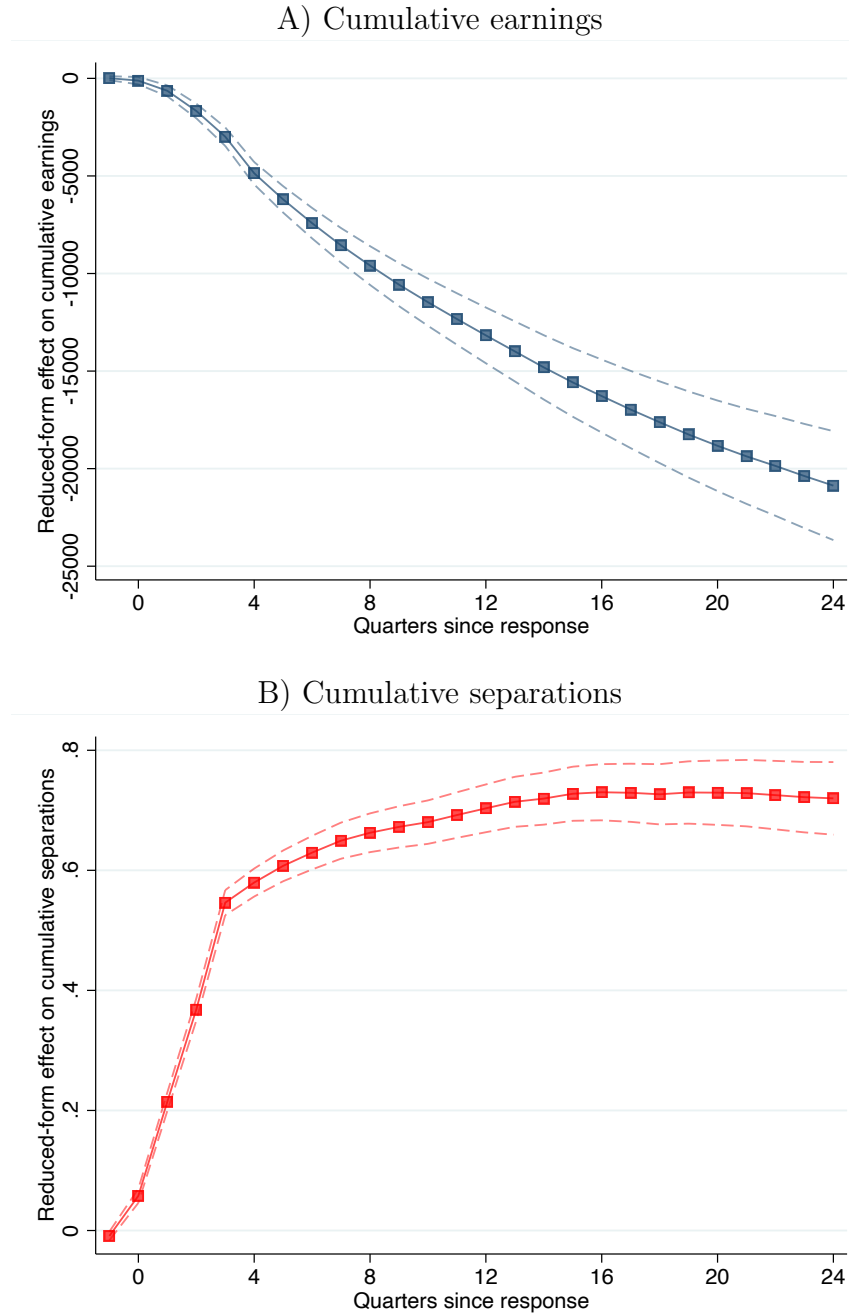 A) Cumulative earnings
Reduced-form effect on cumulative earnings
0
-5000
-10000
-15000
-20000
-25000
0 4 8 12 16 20 24
Quarters since response
B) Cumulative separations
Reduced-form effect on cumulative separations
.8
.6
.4
.2
0
0 4 8 12 16 20 24
Quarters since response